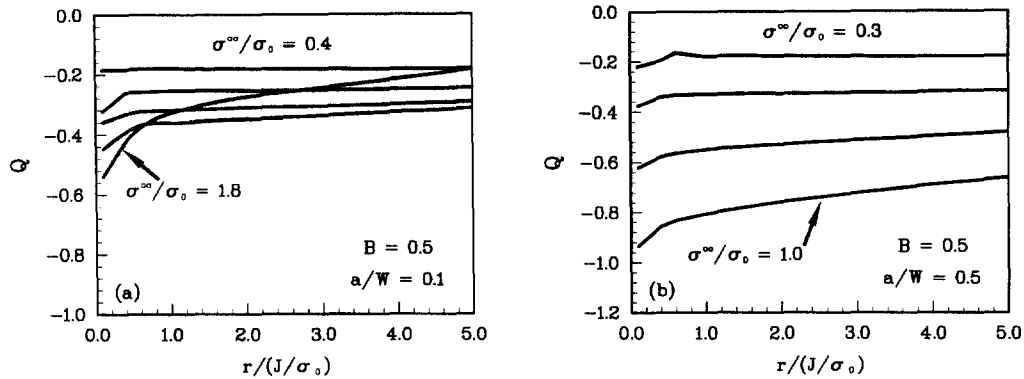 0.0
-0.2
-0.4
-0.6
-0.8
-1.0
Q
σ^∞/σ₀ = 0.4
σ^∞/σ₀ = 1.8
B = 0.5
a/W = 0.1
(a)
0.0 1.0 2.0 3.0 4.0 5.0
r/(J/σ₀)
0.0
-0.2
-0.4
-0.6
-0.8
-1.0
-1.2
Q
σ^∞/σ₀ = 0.3
σ^∞/σ₀ = 1.0
B = 0.5
a/W = 0.5
(b)
0.0 1.0 2.0 3.0 4.0 5.0
r/(J/σ₀)